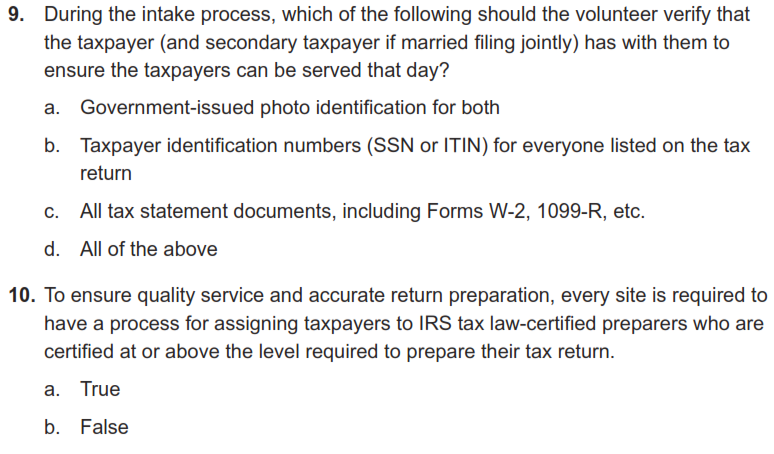 9. During the intake process, which of the following should the volunteer verify that
the taxpayer (and secondary taxpayer if married filing jointly) has with them to
ensure the taxpayers can be served that day?
a. Government-issued photo identification for both
b. Taxpayer identification numbers (SSN or ITIN) for everyone listed on the tax
return
c. All tax statement documents, including Forms W-2, 1099-R, etc.
d. All of the above
10. To ensure quality service and accurate return preparation, every site is required to
have a process for assigning taxpayers to IRS tax law-certified preparers who are
certified at or above the level required to prepare their tax return.
a. True
b. False